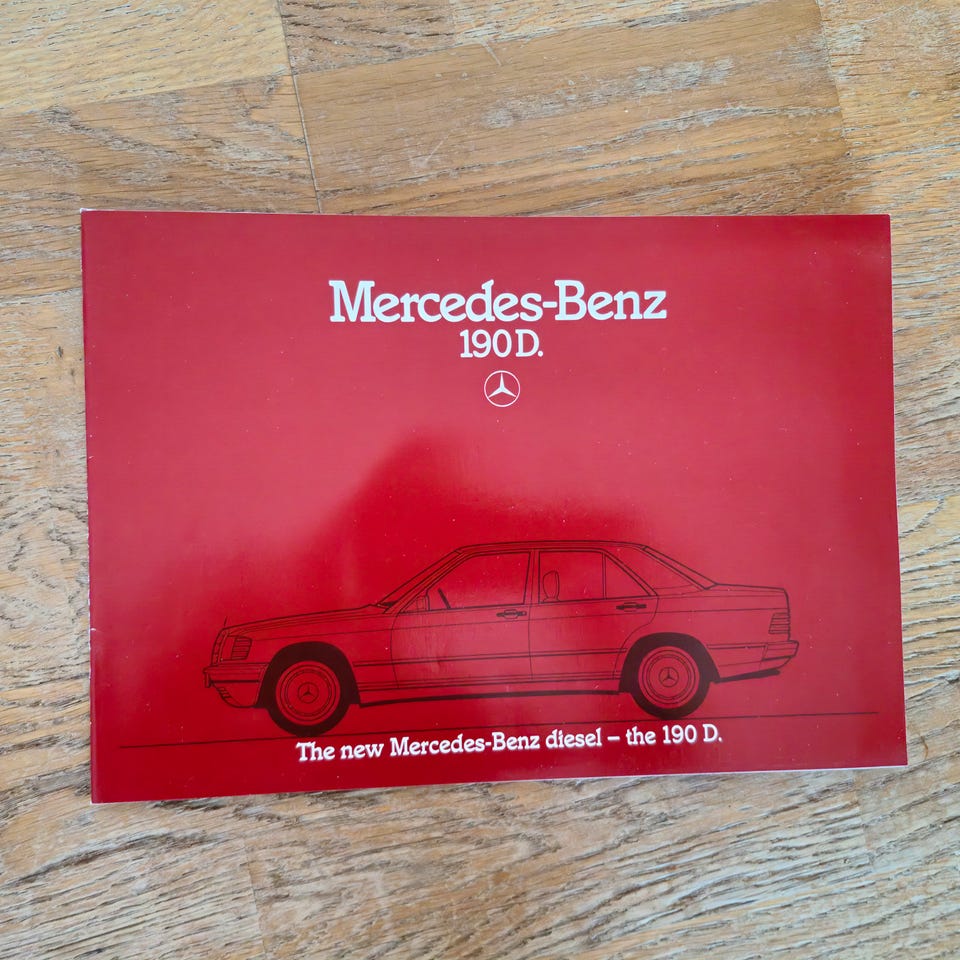 Mercedes-Benz
190 D.
The new Mercedes-Benz diesel – the 190 D.